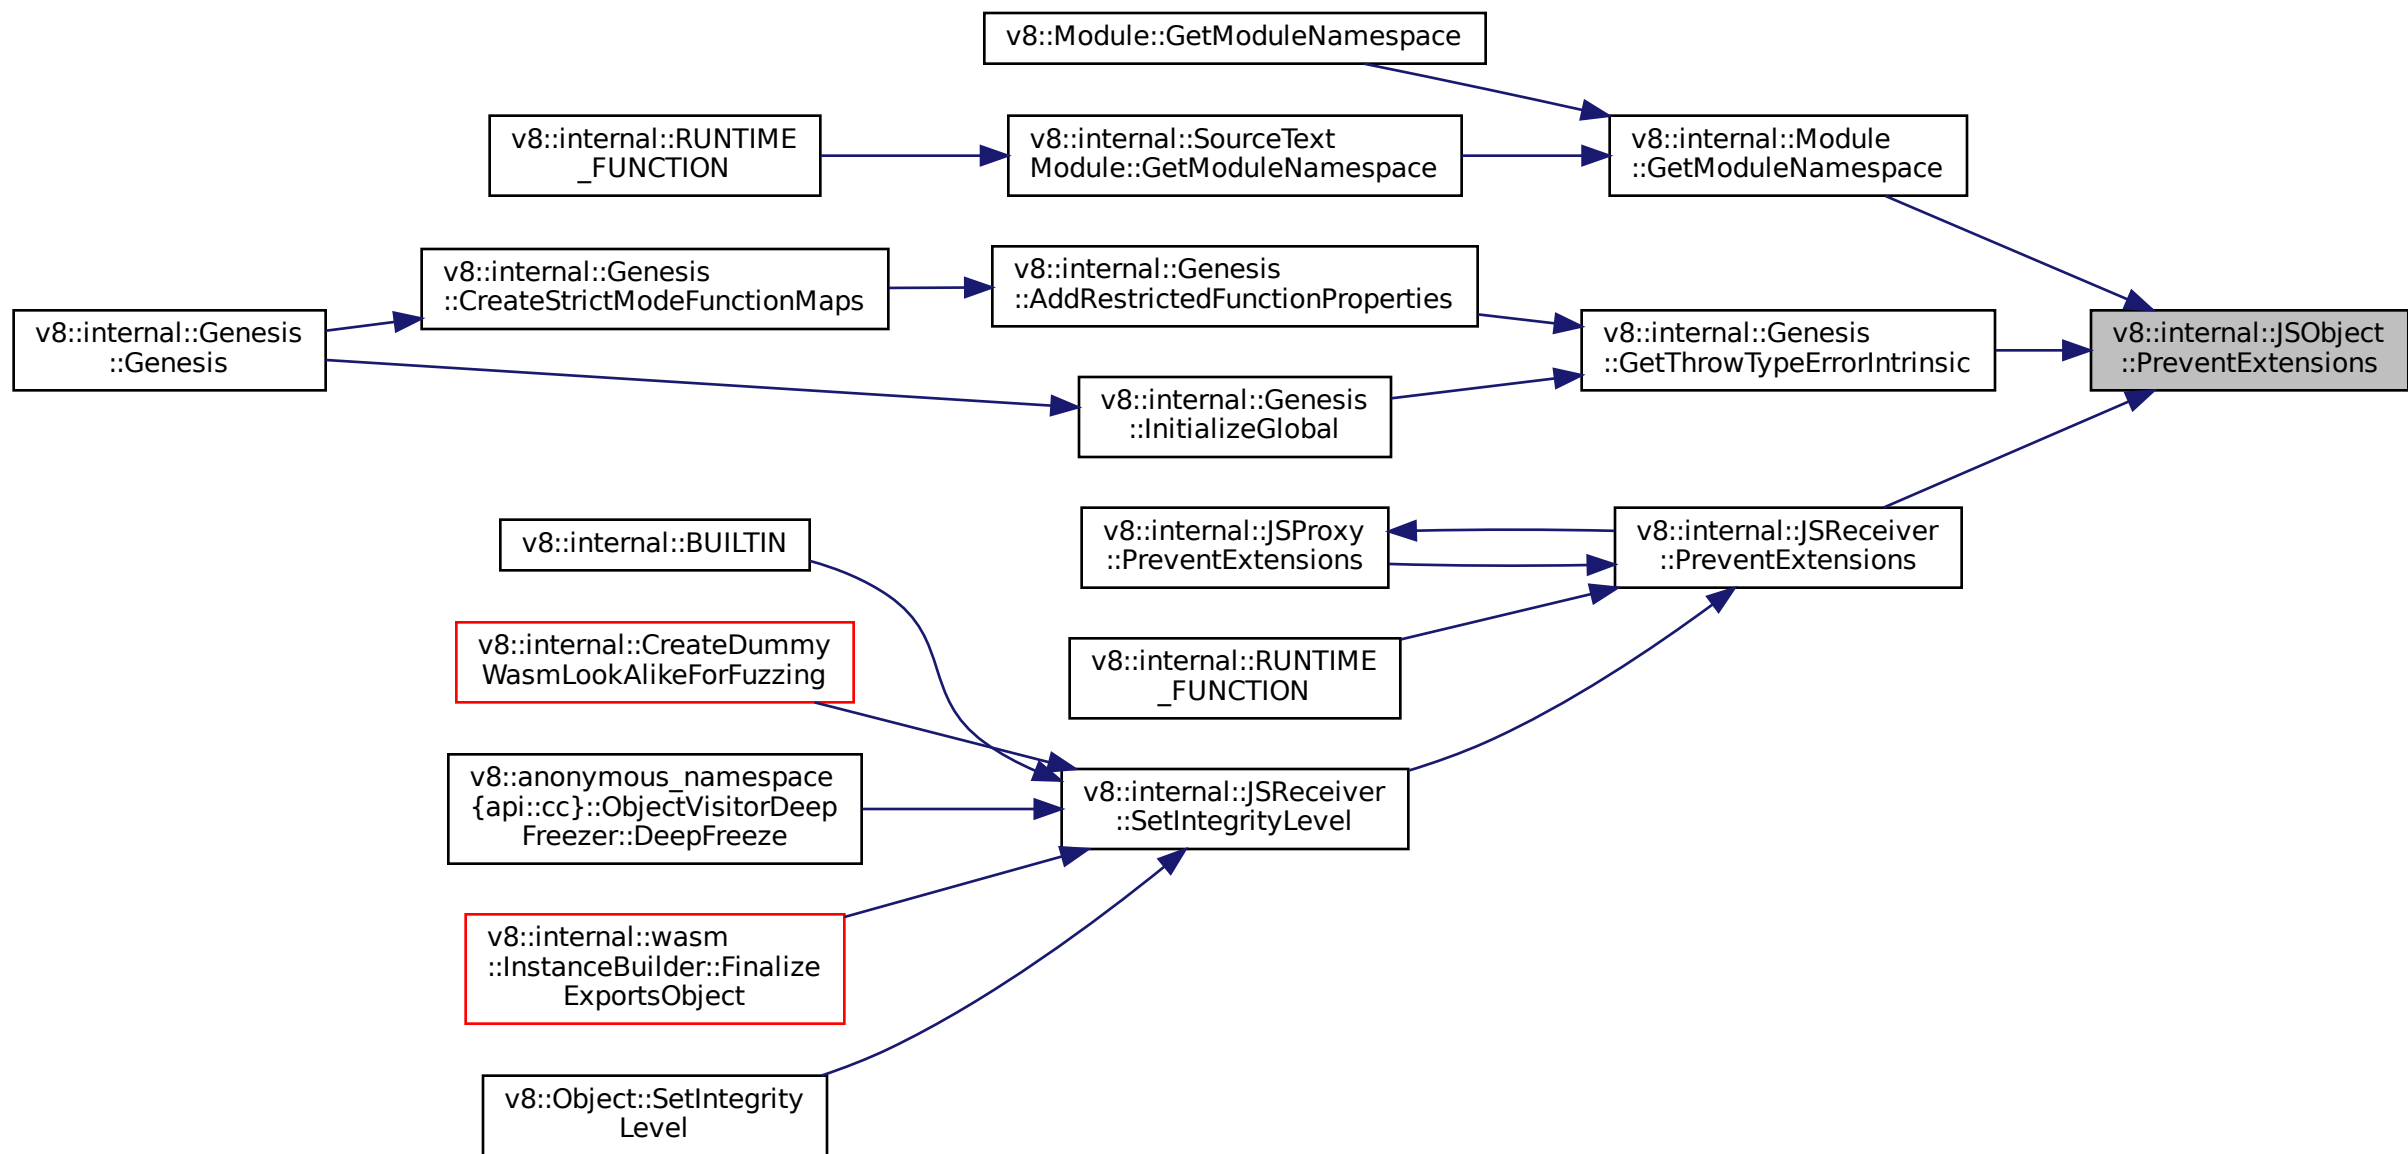 v8::Module::GetModuleNamespace
v8::internal::RUNTIME
_FUNCTION
v8::internal::SourceText
Module::GetModuleNamespace
v8::internal::Module
::GetModuleNamespace
v8::internal::Genesis
::CreateStrictModeFunctionMaps
v8::internal::Genesis
::AddRestrictedFunctionProperties
v8::internal::Genesis
::Genesis
v8::internal::Genesis
::GetThrowTypeErrorIntrinsic
v8::internal::JSObject
::PreventExtensions
v8::internal::Genesis
::InitializeGlobal
v8::internal::BUILTIN
v8::internal::JSProxy
::PreventExtensions
v8::internal::JSReceiver
::PreventExtensions
v8::internal::CreateDummy
WasmLookAlikeForFuzzing
v8::internal::RUNTIME
_FUNCTION
v8::anonymous_namespace
{api::cc}::ObjectVisitorDeep
Freezer::DeepFreeze
v8::internal::JSReceiver
::SetIntegrityLevel
v8::internal::wasm
::InstanceBuilder::Finalize
ExportsObject
v8::Object::SetIntegrity
Level